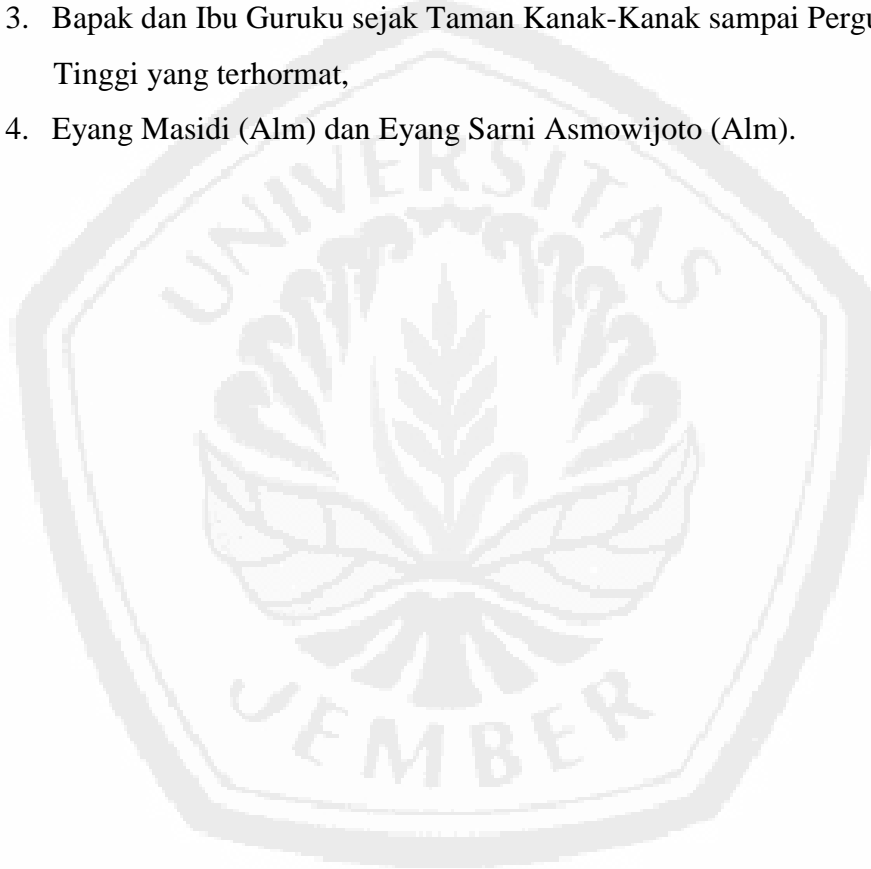 3. Bapak dan Ibu Guruku sejak Taman Kanak-Kanak sampai
Tinggi yang terhormat,
4. Eyang Masidi (Alm) dan Eyang Sarni Asmowijoto (Alm).
UNIVERSITAS
JEMBER